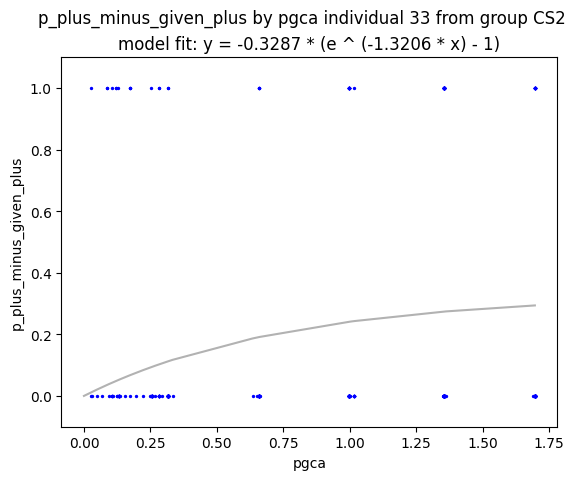 p_plus_minus_given_plus by pgca individual 33 from group CS2
model fit: y = -0.3287 * (e ^ (-1.3206 * x) - 1)
1.0
0.8
0.6
0.4
0.2
0.0
p_plus_minus_given_plus
0.00 0.25 0.50 0.75 1.00 1.25 1.50 1.75
pgca